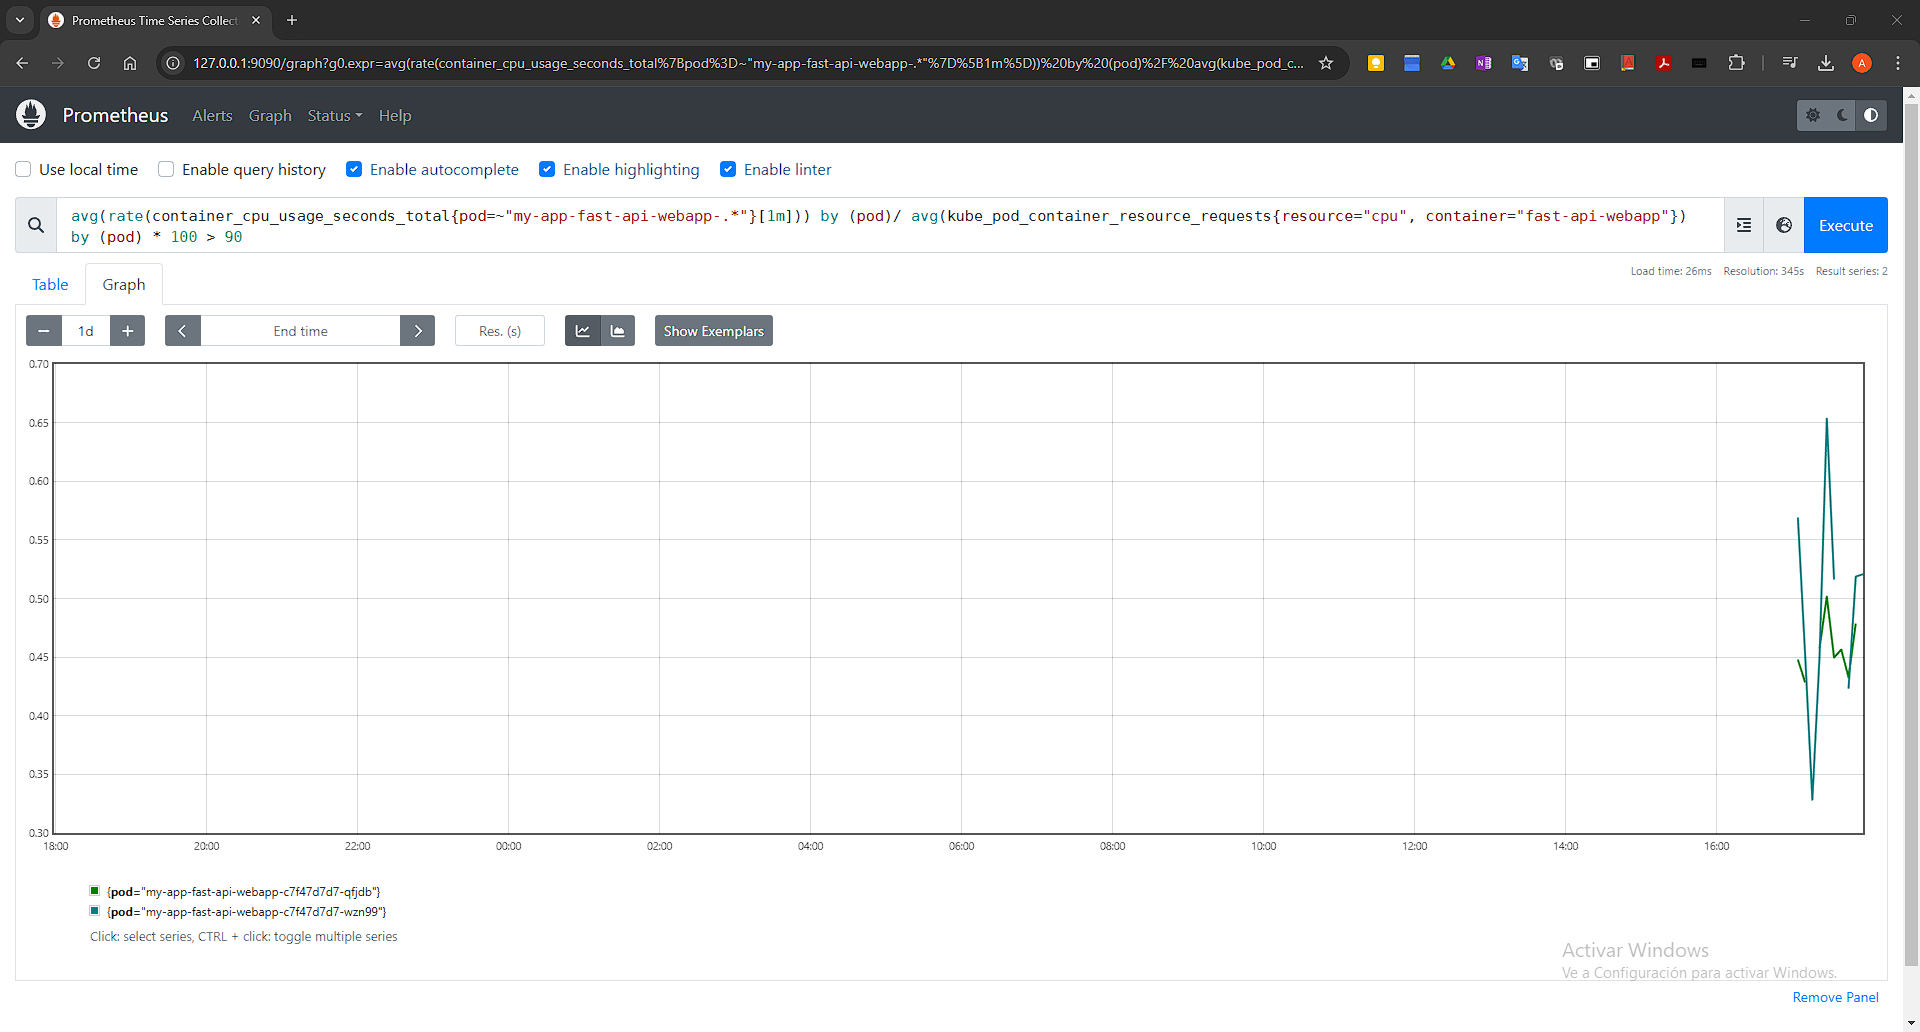 Prometheus Time Series Collect
127.0.0.1:9090/graph?g0.expr=avg(rate(container_cpu_usage_seconds_total%7Bpod%3D~"my-app-fast-api-webapp-.*"%7D%5B1m%5D))%20by%20(pod)%2F%20avg(kube_pod_c...
A
Prometheus Alerts Graph Status Help
Use local time Enable query history Enable autocomplete Enable highlighting Enable linter
avg(rate(container_cpu_usage_seconds_total{pod=~"my-app-fast-api-webapp-.*"}[1m])) by (pod)/ avg(kube_pod_container_resource_requests{resource="cpu", container="fast-api-webapp"})
by (pod) * 100 > 90
Execute
Load time: 26ms Resolution: 345s Result series: 2
Table Graph
1d End time Res. (s) Show Exemplars
0.70
0.65
0.60
0.55
0.50
0.45
0.40
0.35
0.30
18:00 20:00 22:00 00:00 02:00 04:00 06:00 08:00 10:00 12:00 14:00 16:00
{pod="my-app-fast-api-webapp-c7f47d7d7-qfjdb"}
{pod="my-app-fast-api-webapp-c7f47d7d7-wzn99"}
Click: select series, CTRL + click: toggle multiple series
Activar Windows
Ve a Configuración para activar Windows.
Remove Panel